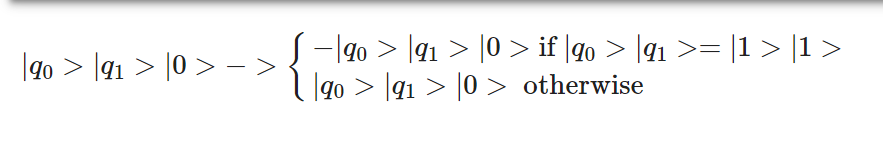 |q₀ > |q₁ > |0 > − > { −|q₀ > |q₁ > |0 > if |q₀ > |q₁ >= |1 > |1 >
|q₀ > |q₁ > |0 > otherwise